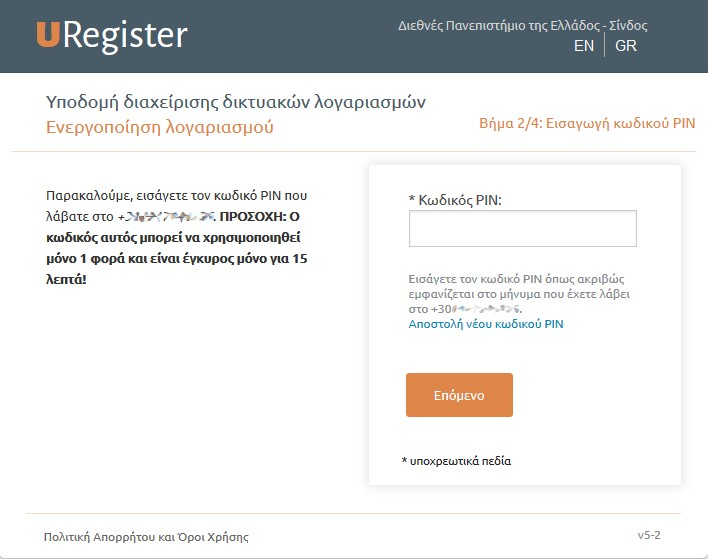 URegister
Διεθνές Πανεπιστήμιο της Ελλάδος - Σίνδος
EN GR
Υποδομή διαχείρισης δικτυακών λογαριασμών
Ενεργοποίηση λογαριασμού
Βήμα 2/4: Εισαγωγή κωδικού PIN
Παρακαλούμε, εισάγετε τον κωδικό PIN που
λάβατε στο ΠΡΟΣΟΧΗ: Ο
κωδικός αυτός μπορεί να χρησιμοποιηθεί
μόνο 1 φορά και είναι έγκυρος μόνο για 15
λεπτά!
* Κωδικός PIN:
Εισάγετε τον κωδικό PIN όπως ακριβώς
εμφανίζεται στο μήνυμα που έχετε λάβει
στο
Αποστολή νέου κωδικού PIN
Επόμενο
* υποχρεωτικά πεδία
Πολιτική Απορρήτου και Όροι Χρήσης
v5-2